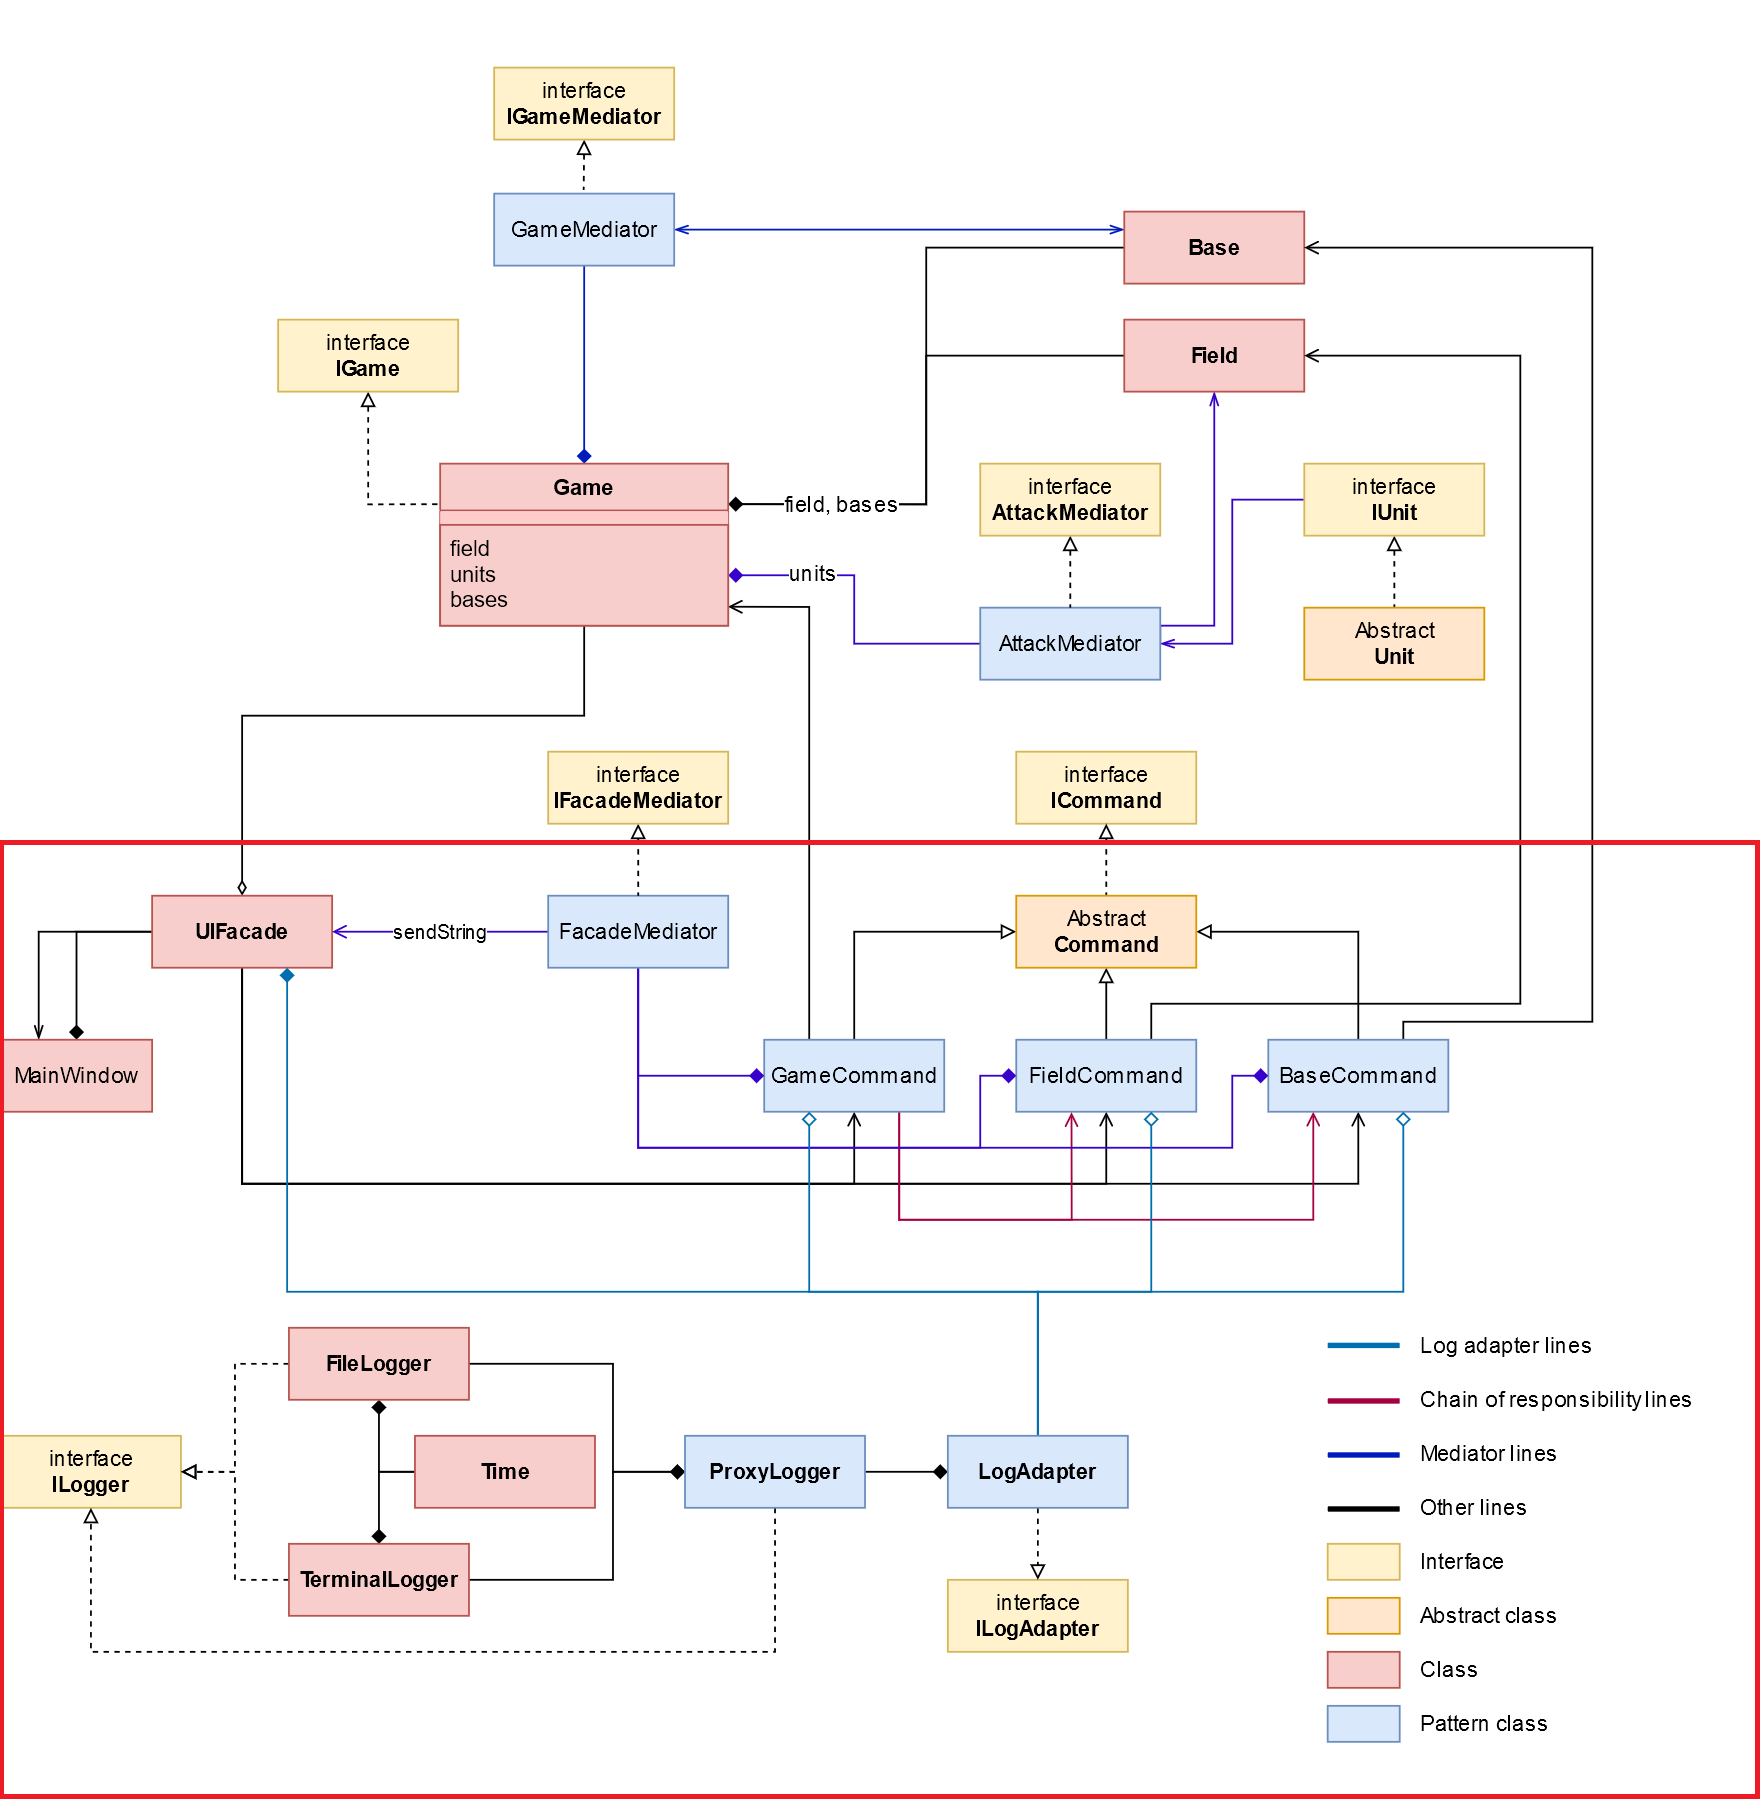 interface
IGameMediator
GameMediator
Base
interface
IGame
Field
Game
field, bases
interface
AttackMediator
interface
IUnit
field
units
bases
units
AttackMediator
Abstract
Unit
interface
IFacadeMediator
interface
ICommand
UIFacade
sendString
FacadeMediator
Abstract
Command
MainWindow
GameCommand
FieldCommand
BaseCommand
FileLogger
Log adapter lines
Chain of responsibility lines
interface
ILogger
Time
ProxyLogger
LogAdapter
Mediator lines
Other lines
TerminalLogger
interface
ILogAdapter
Interface
Abstract class
Class
Pattern class